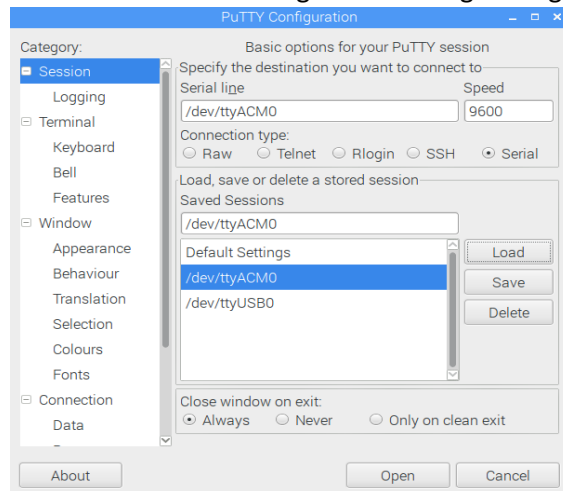 PuTTY Configuration
Category:
Session
Logging
Terminal
Keyboard
Bell
Features
Window
Appearance
Behaviour
Translation
Selection
Colours
Fonts
Connection
Data
Basic options for your PuTTY session
Specify the destination you want to connect to
Serial line Speed
/dev/ttyACM0 9600
Connection type:
Raw Telnet Rlogin SSH Serial
Load, save or delete a stored session
Saved Sessions
/dev/ttyACM0
Default Settings
/dev/ttyACM0
/dev/ttyUSB0
Load
Save
Delete
Close window on exit:
Always Never Only on clean exit
About Open Cancel